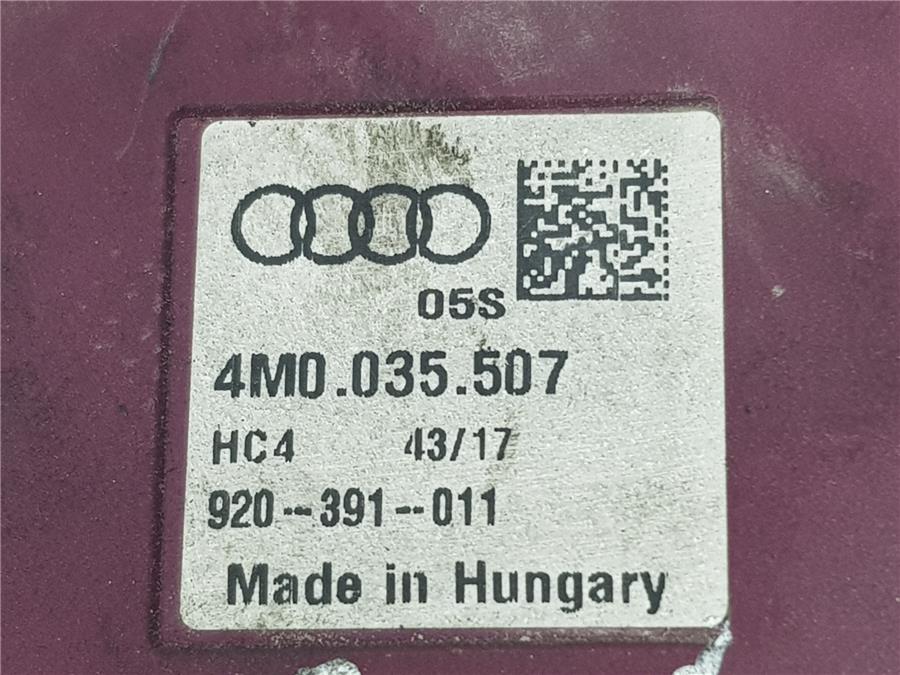 05S
4M0.035.507
HC4 43/17
920--391--011
Made in Hungary